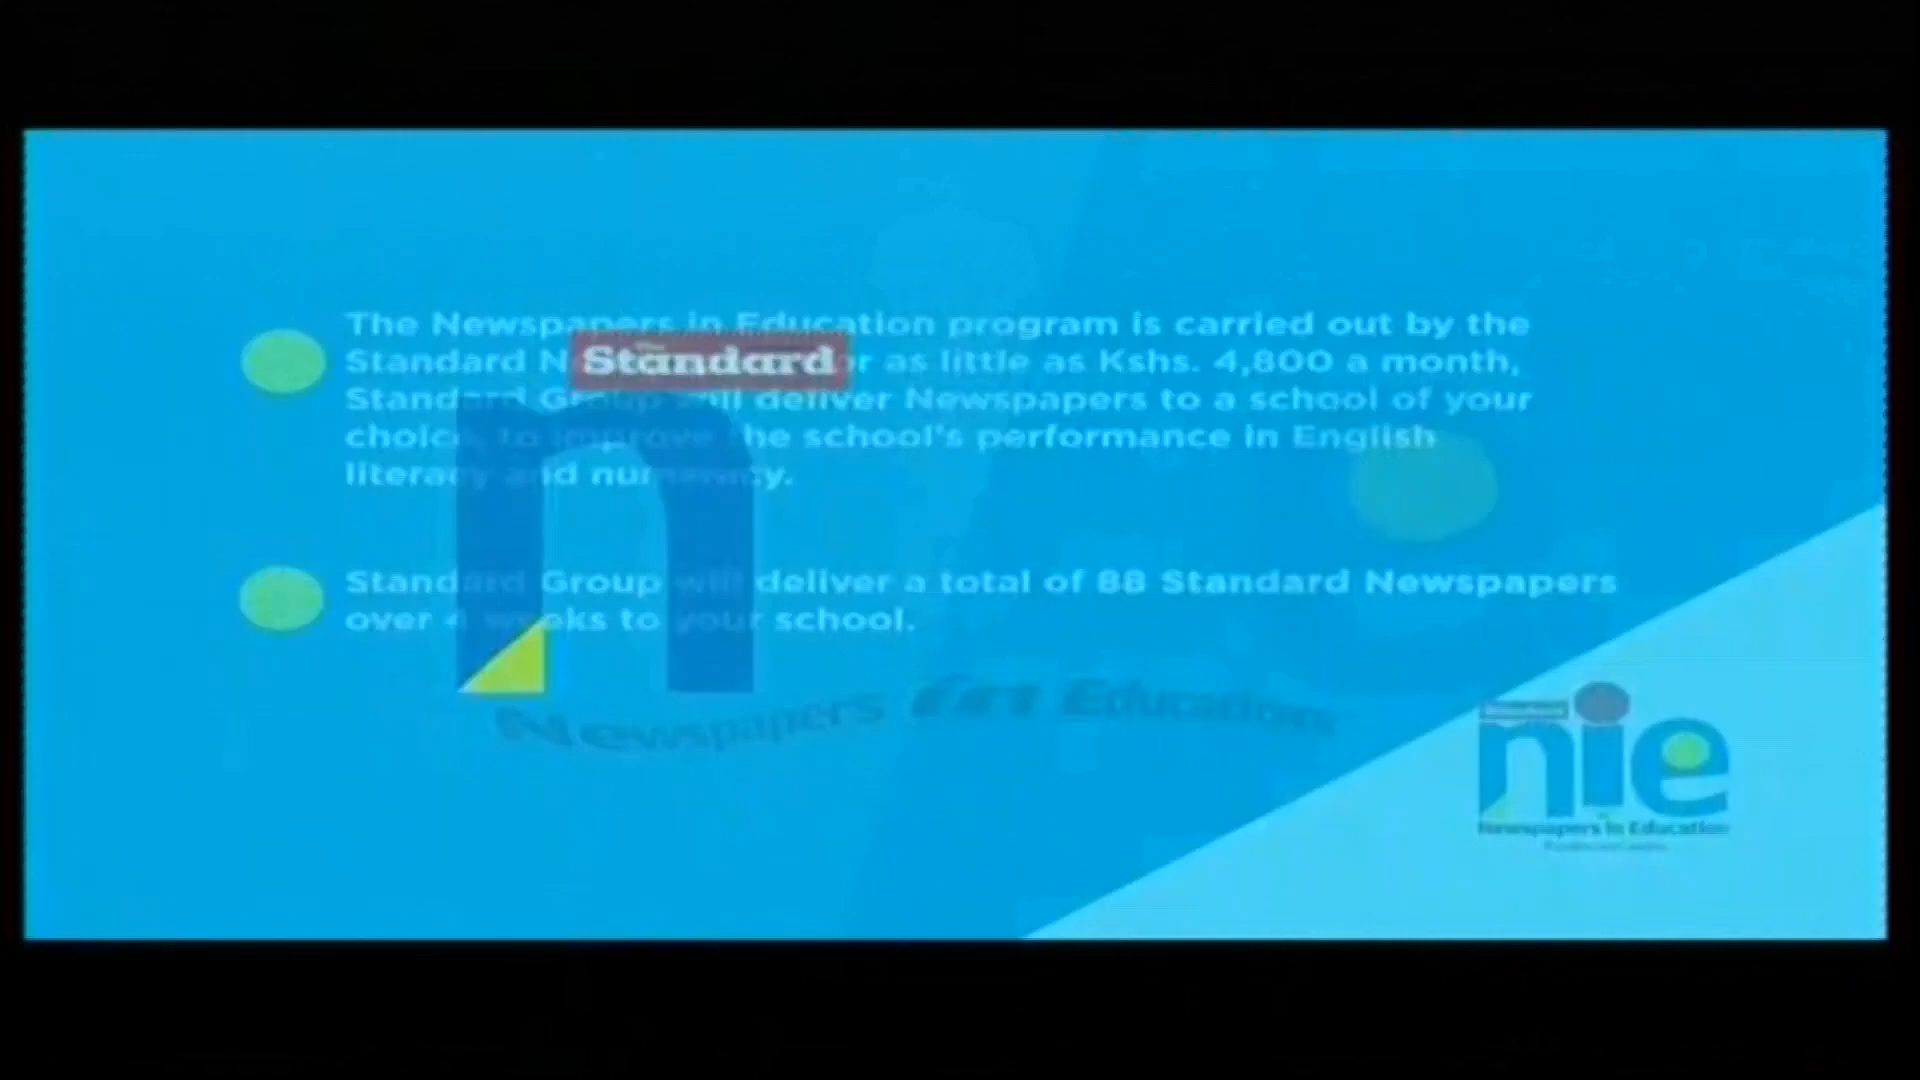 The Newspapers in Education program is carried out by the
Standard or as little as Kshs. 4,800 a month,
Standard Group will deliver Newspapers to a school of your
choice, to improve the school's performance in English
literacy and numeracy.
The Standard
Standard Group will deliver a total of 88 Standard Newspapers
over 4 weeks to your school.
n
Newspapers in Education
nie
Newspapers in Education